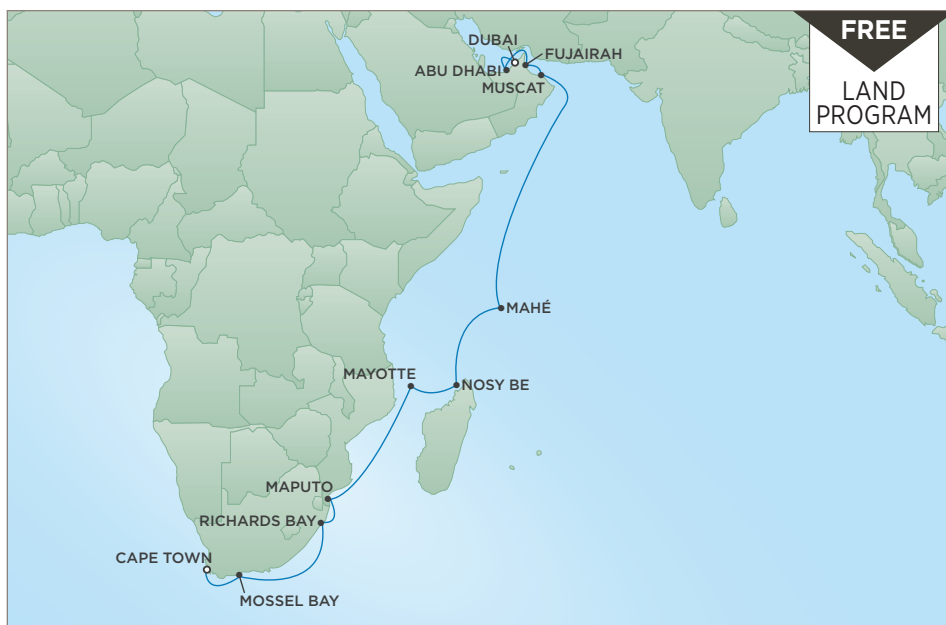 FREE
LAND
PROGRAM
DUBAI
FUJAIRAH
ABU DHABI
MUSCAT
MAHÉ
MAYOTTE
NOSY BE
MAPUTO
RICHARDS BAY
CAPE TOWN
MOSSEL BAY